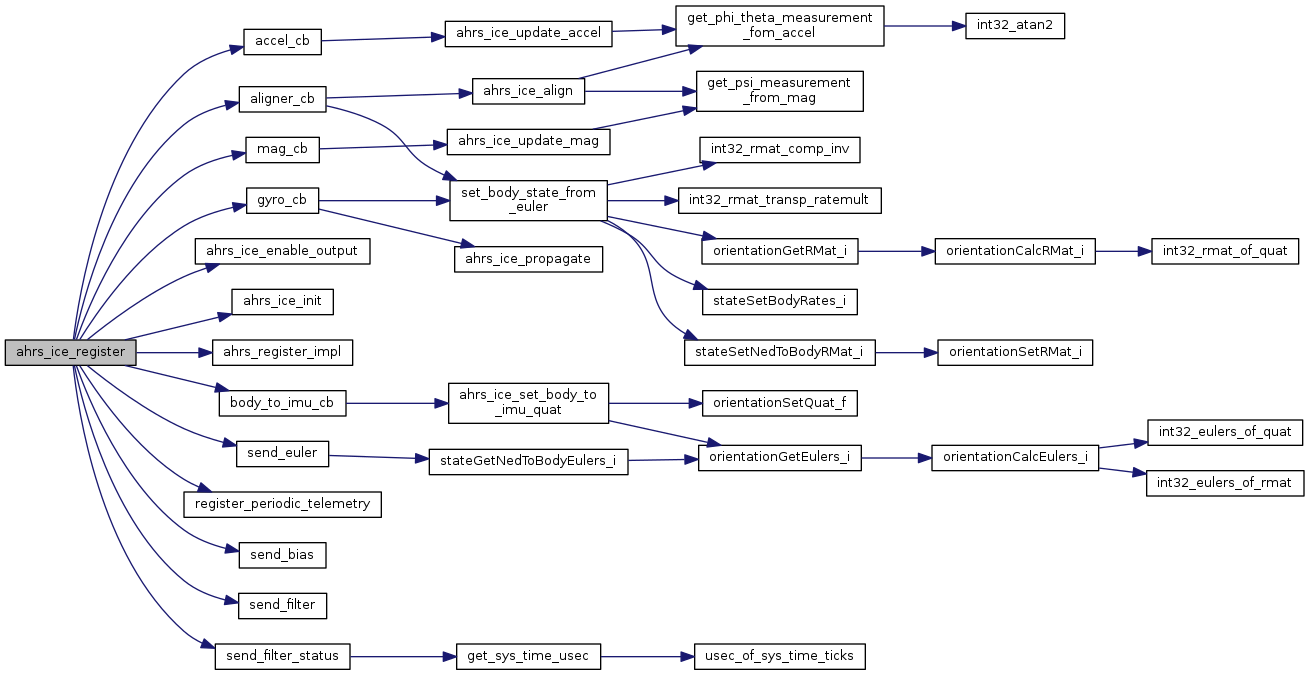 ahrs_ice_register
accel_cb
aligner_cb
mag_cb
gyro_cb
ahrs_ice_enable_output
ahrs_ice_init
ahrs_register_impl
body_to_imu_cb
send_euler
register_periodic_telemetry
send_bias
send_filter
send_filter_status
ahrs_ice_update_accel
ahrs_ice_align
ahrs_ice_update_mag
set_body_state_from
_euler
ahrs_ice_propagate
ahrs_ice_set_body_to
_imu_quat
stateGetNedToBodyEulers_i
get_sys_time_usec
get_phi_theta_measurement
_fom_accel
get_psi_measurement
_from_mag
int32_rmat_comp_inv
int32_rmat_transp_ratemult
orientationGetRMat_i
stateSetBodyRates_i
stateSetNedToBodyRMat_i
orientationSetQuat_f
orientationGetEulers_i
usec_of_sys_time_ticks
int32_atan2
orientationCalcRMat_i
orientationSetRMat_i
orientationCalcEulers_i
int32_rmat_of_quat
int32_eulers_of_quat
int32_eulers_of_rmat